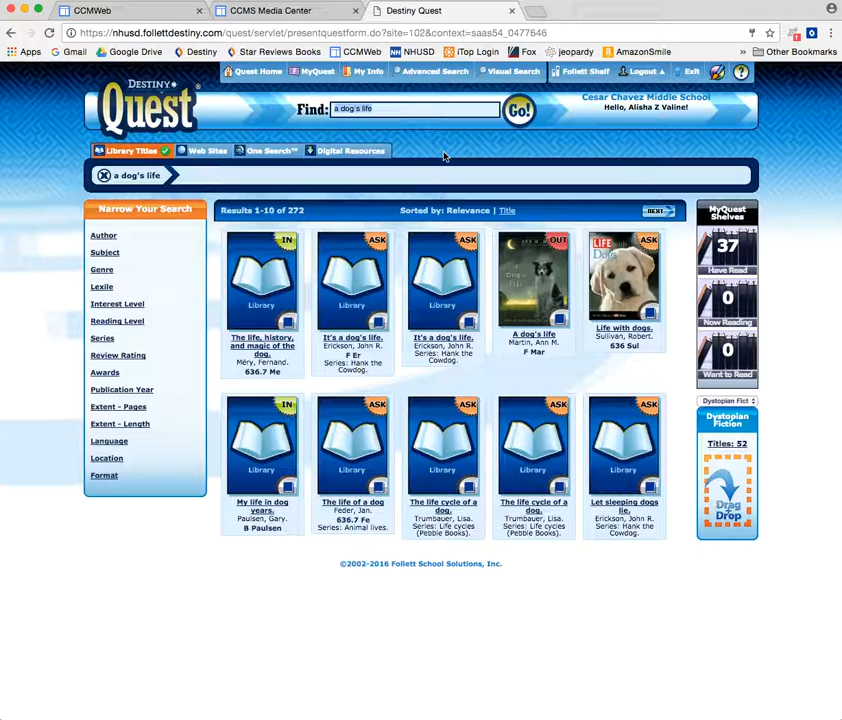 CCMWeb
CCMS Media Center
Destiny Quest
https://nhusd.follettdestiny.com/quest/servlet/presentquestform.do?site=102&context=saas54_0477646
Apps
Gmail
Google Drive
Destiny
Star Reviews Books
CCMWeb
NHUSD
iTop Login
Fox
jeopardy
AmazonSmile
Other Bookmarks
Quest Home
MyQuest
My Info
Advanced Search
Visual Search
Follett Shelf
Logout
Exit
DESTINY
Quest
Find:
a dog's life
Go!
Cesar Chavez Middle School
Hello, Alisha Z Valine!
Library Titles
Web Sites
One Search™
Digital Resources
a dog's life
Narrow Your Search
Author
Subject
Genre
Lexile
Interest Level
Reading Level
Series
Review Rating
Awards
Publication Year
Extent - Pages
Extent - Length
Language
Location
Format
Results 1-10 of 272
Sorted by: Relevance | Title
NEXT
IN
Library
The life, history,
and magic of the
dog.
Méry, Fernand.
636.7 Me
ASK
Library
It's a dog's life.
Erickson, John R.
F Er
Series: Hank the
Cowdog.
ASK
Library
It's a dog's life.
Erickson, John R.
Series: Hank the
Cowdog.
OUT
A dog's life
Martin, Ann M.
F Mar
ASK
LIFE with
Dogs
Life with dogs.
Sullivan, Robert.
636 Sul
IN
Library
My life in dog
years.
Paulsen, Gary.
B Paulsen
ASK
Library
The life of a dog
Feder, Jan.
636.7 Fe
Series: Animal lives.
ASK
Library
The life cycle of a
dog.
Trumbauer, Lisa.
Series: Life cycles
(Pebble Books).
ASK
Library
The life cycle of a
dog.
Trumbauer, Lisa.
Series: Life cycles
(Pebble Books).
ASK
Library
Let sleeping dogs
lie.
Erickson, John R.
Series: Hank the
Cowdog.
MyQuest
Shelves
37
Have Read
0
Now Reading
0
Want to Read
Dystopian Fict
Dystopian
Fiction
Titles: 52
Drag
+
Drop
©2002-2016 Follett School Solutions, Inc.